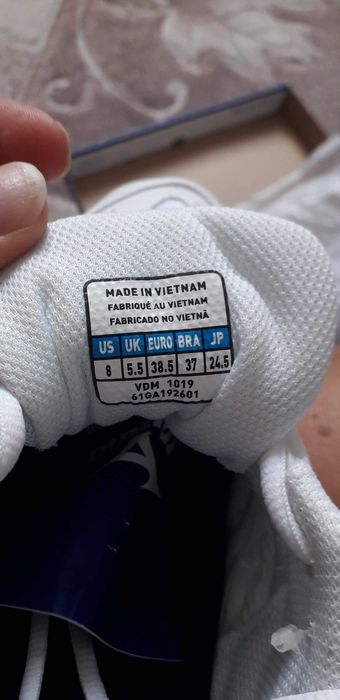 MADE IN VIETNAM
FABRIQUÉ AU VIETNAM
FABRICADO NO VIETNÃ
US UK EURO BRA JP
8 5.5 38.5 37 24.5
VDM 1019
61GA192601